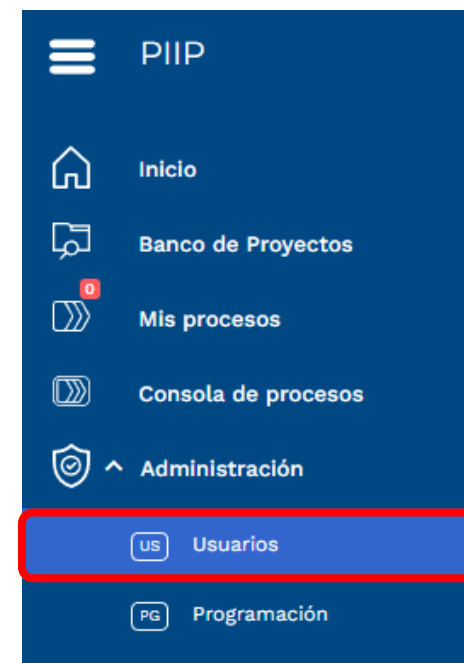 PIIP
Inicio
Banco de Proyectos
0
Mis procesos
Consola de procesos
Administración
US Usuarios
PG Programación